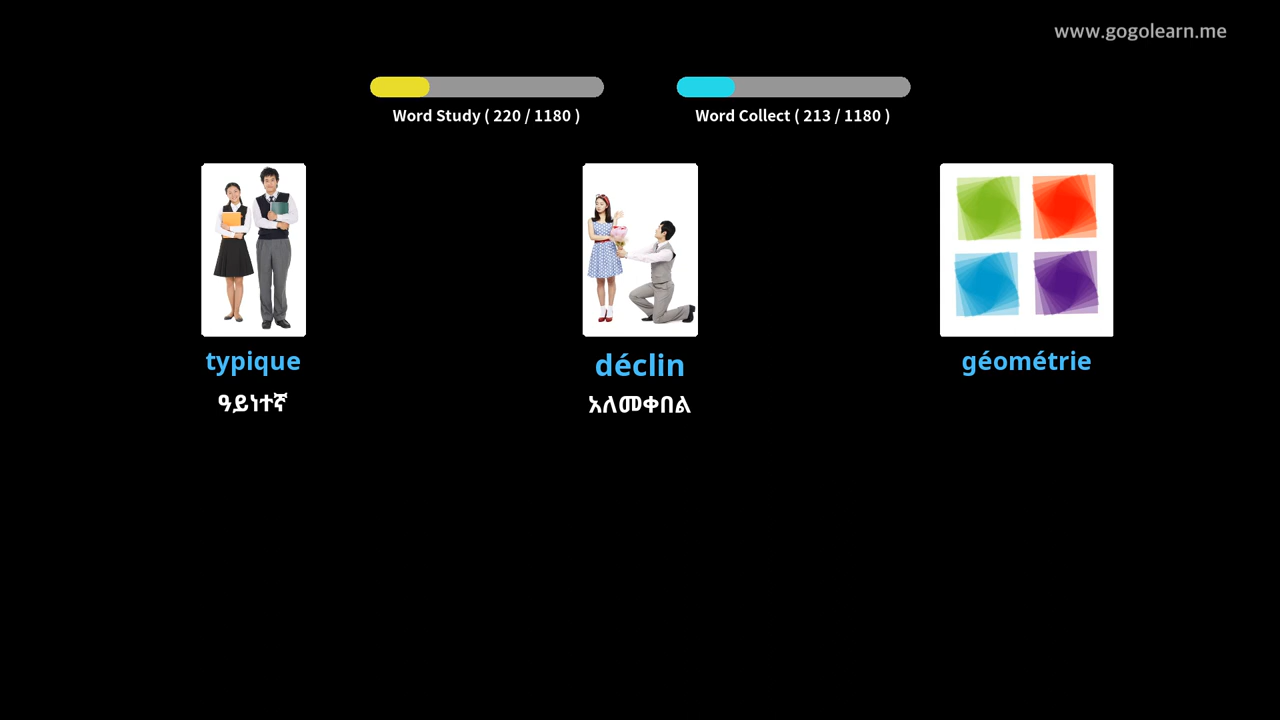 www.gogolearn.me
Word Study ( 220 / 1180 )
Word Collect ( 213 / 1180 )
typique
déclin
géométrie
ዓይነተኛ
አለመቀበል